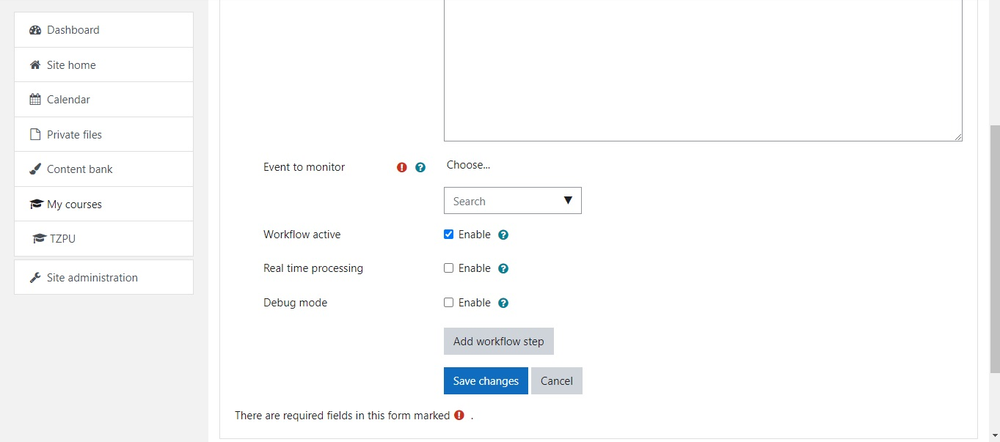 Dashboard
Site home
Calendar
Private files
Content bank
My courses
TZPU
Site administration
Event to monitor
Choose...
Search
Workflow active
Enable
Real time processing
Enable
Debug mode
Enable
Add workflow step
Save changes
Cancel
There are required fields in this form marked .